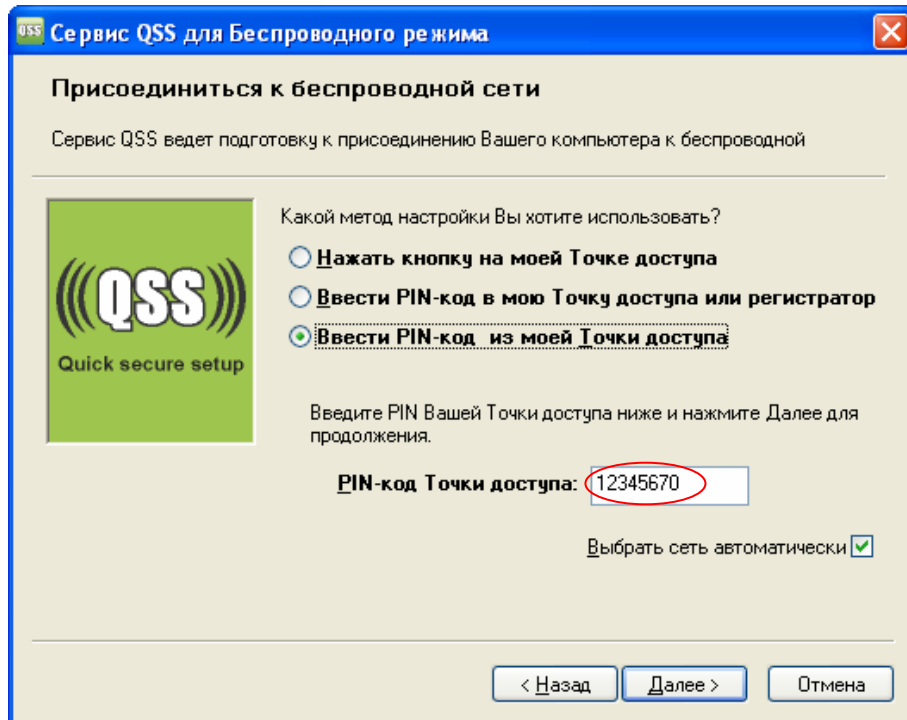 QSS Сервис QSS для Беспроводного режима
Присоединиться к беспроводной сети
Сервис QSS ведет подготовку к присоединению Вашего компьютера к беспроводной
Какой метод настройки Вы хотите использовать?
Нажать кнопку на моей Точке доступа
Ввести PIN-код в мою Точку доступа или регистратор
Ввести PIN-код из моей Точки доступа
(((QSS)))
Quick secure setup
Введите PIN Вашей Точки доступа ниже и нажмите Далее для
продолжения.
PIN-код Точки доступа: 12345670
Выбрать сеть автоматически
< Назад Далее > Отмена